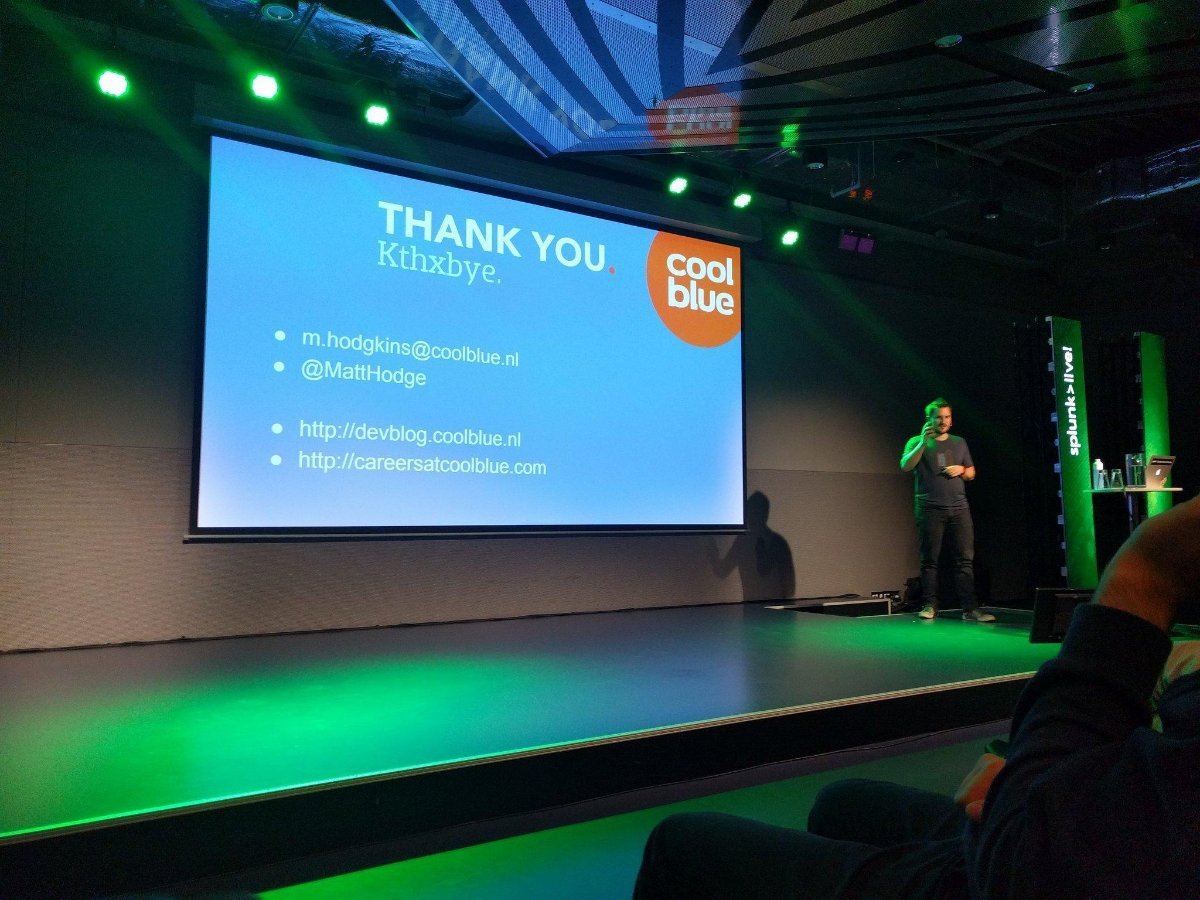 THANK YOU.
Kthxbye.
cool
blue
m.hodgkins@coolblue.nl
@MattHodge
http://devblog.coolblue.nl
http://careersatcoolblue.com
splunk>live!